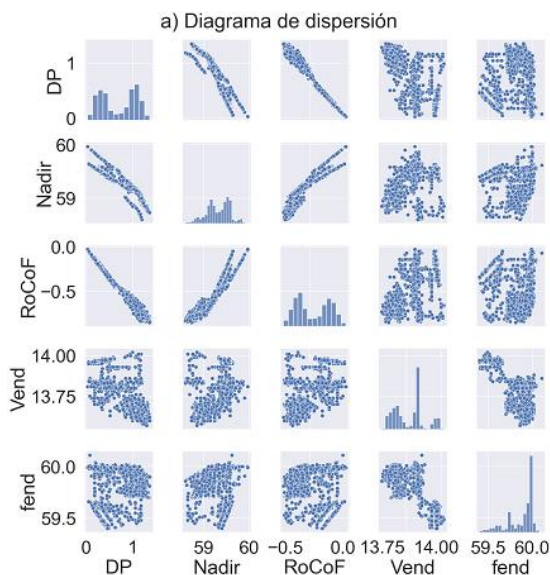 a) Diagrama de dispersión
DP
1
0
Nadir
60
59
RoCoF
0.0
−0.5
Vend
14.00
13.75
fend
60.0
59.5
0 1 59 60 −0.5 0.0 13.75 14.00 59.5 60.0
DP Nadir RoCoF Vend fend